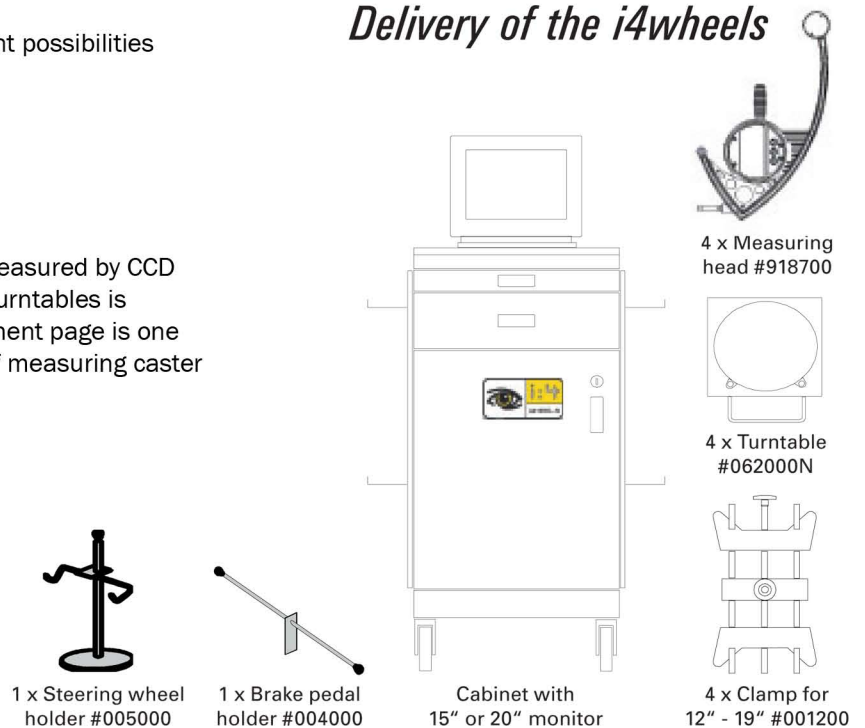 Delivery of the i4wheels
nt possibilities
easured by CCD
urntables is
nent page is one
f measuring caster
4 x Measuring
head #918700
4 x Turntable
#062000N
1 x Steering wheel
holder #005000
1 x Brake pedal
holder #004000
Cabinet with
15“ or 20“ monitor
4 x Clamp for
12“ - 19“ #001200